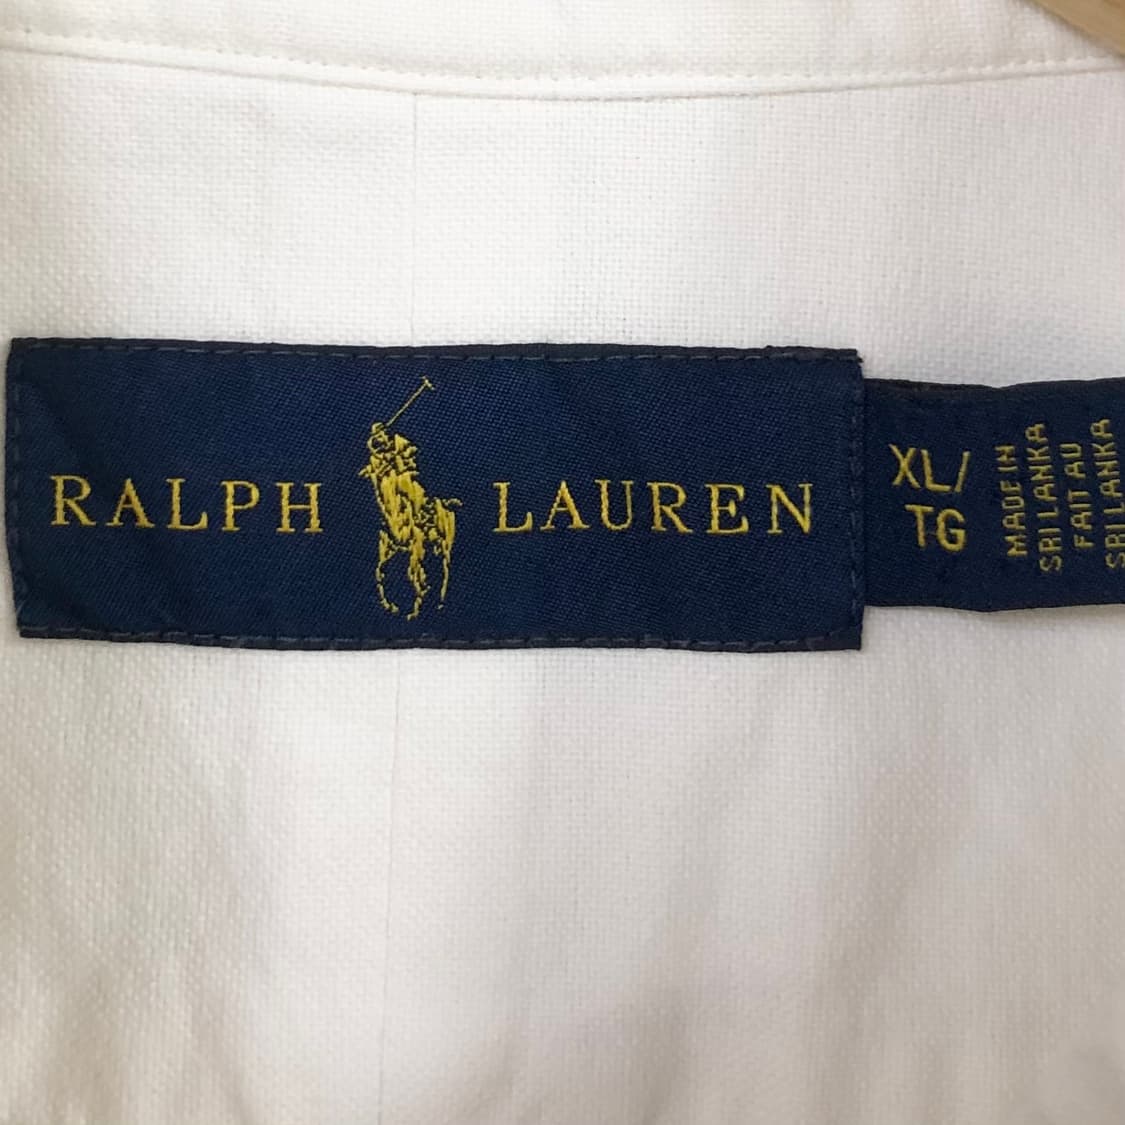 RALPH LAUREN
XL/
TG
MADE IN
SRI LANKA
FAIT AU
SRI LANKA